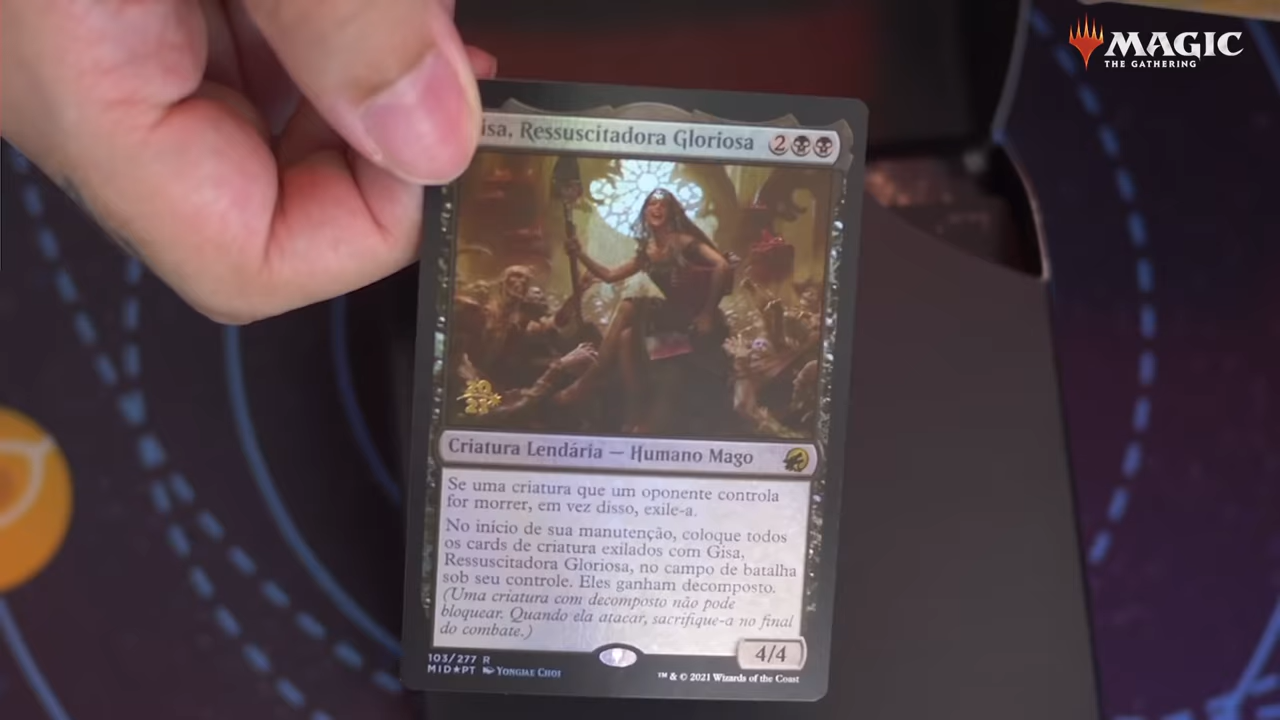 MAGIC
THE GATHERING
isa, Ressuscitadora Gloriosa 2
20
21
Criatura Lendária — Humano Mago
Se uma criatura que um oponente controla
for morrer, em vez disso, exile-a.
No início de sua manutenção, coloque todos
os cards de criatura exilados com Gisa,
Ressuscitadora Gloriosa, no campo de batalha
sob seu controle. Eles ganham decomposto.
(Uma criatura com decomposto não pode
bloquear. Quando ela atacar, sacrifique-a no final
do combate.)
4/4
103/277 R
MID★PT YONGJAE CHOI
™ & © 2021 Wizards of the Coast